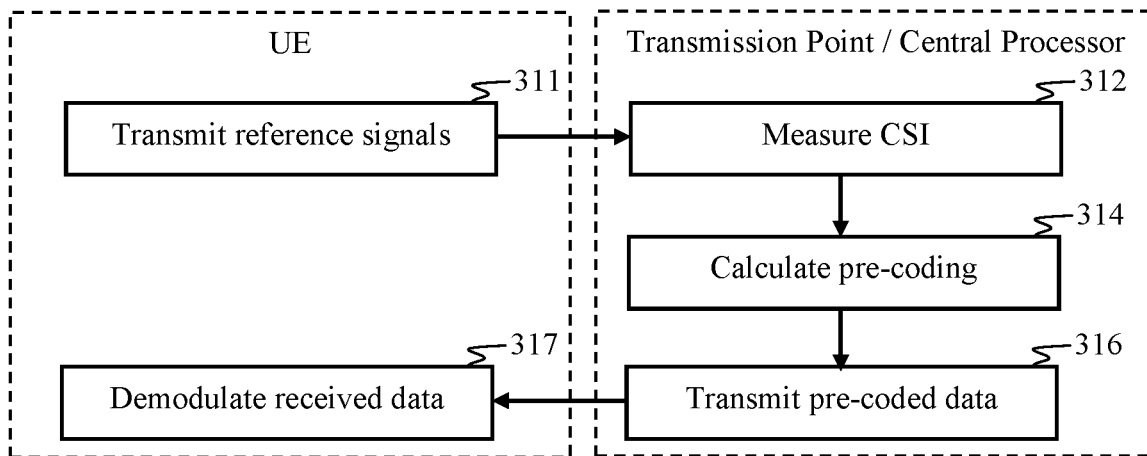 UE
Transmission Point / Central Processor
311
312
Transmit reference signals
Measure CSI
314
Calculate pre-coding
317
316
Demodulate received data
Transmit pre-coded data